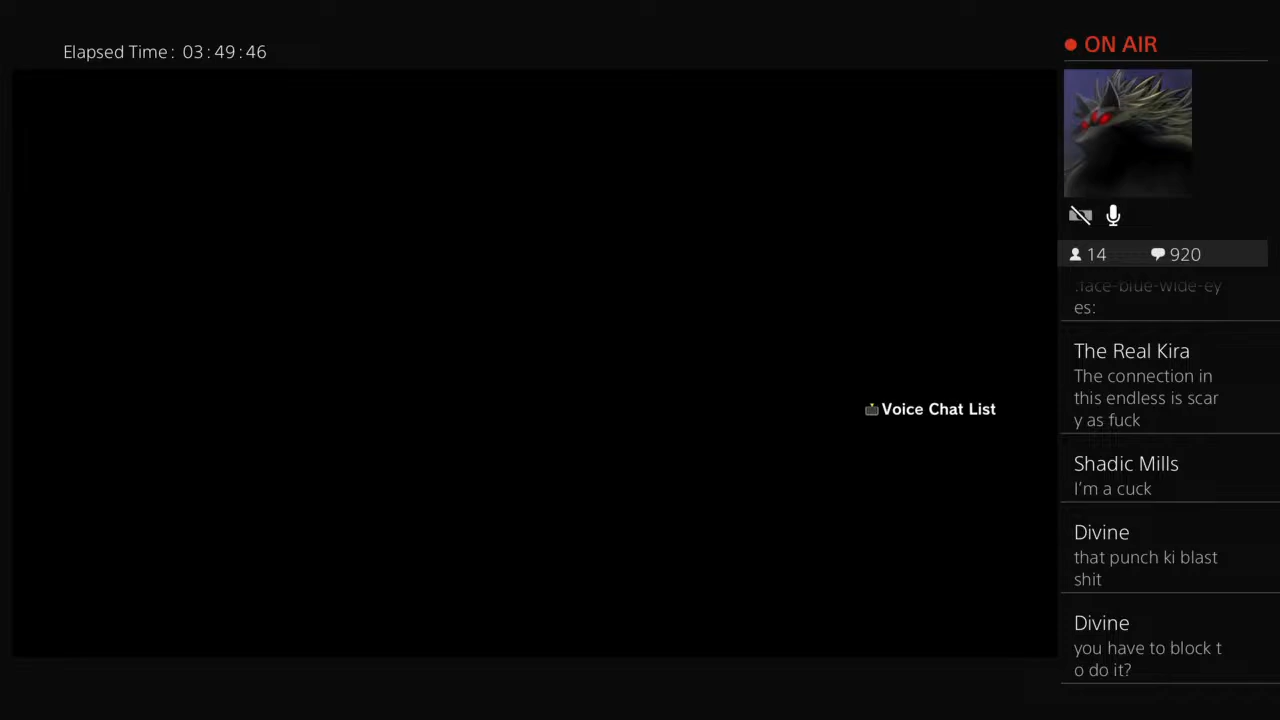 Elapsed Time: 03:49:46
ON AIR
14 920
:face-blue-wide-ey
es:
The Real Kira
The connection in
this endless is scar
y as fuck
Voice Chat List
Shadic Mills
I'm a cuck
Divine
that punch ki blast
shit
Divine
you have to block t
o do it?